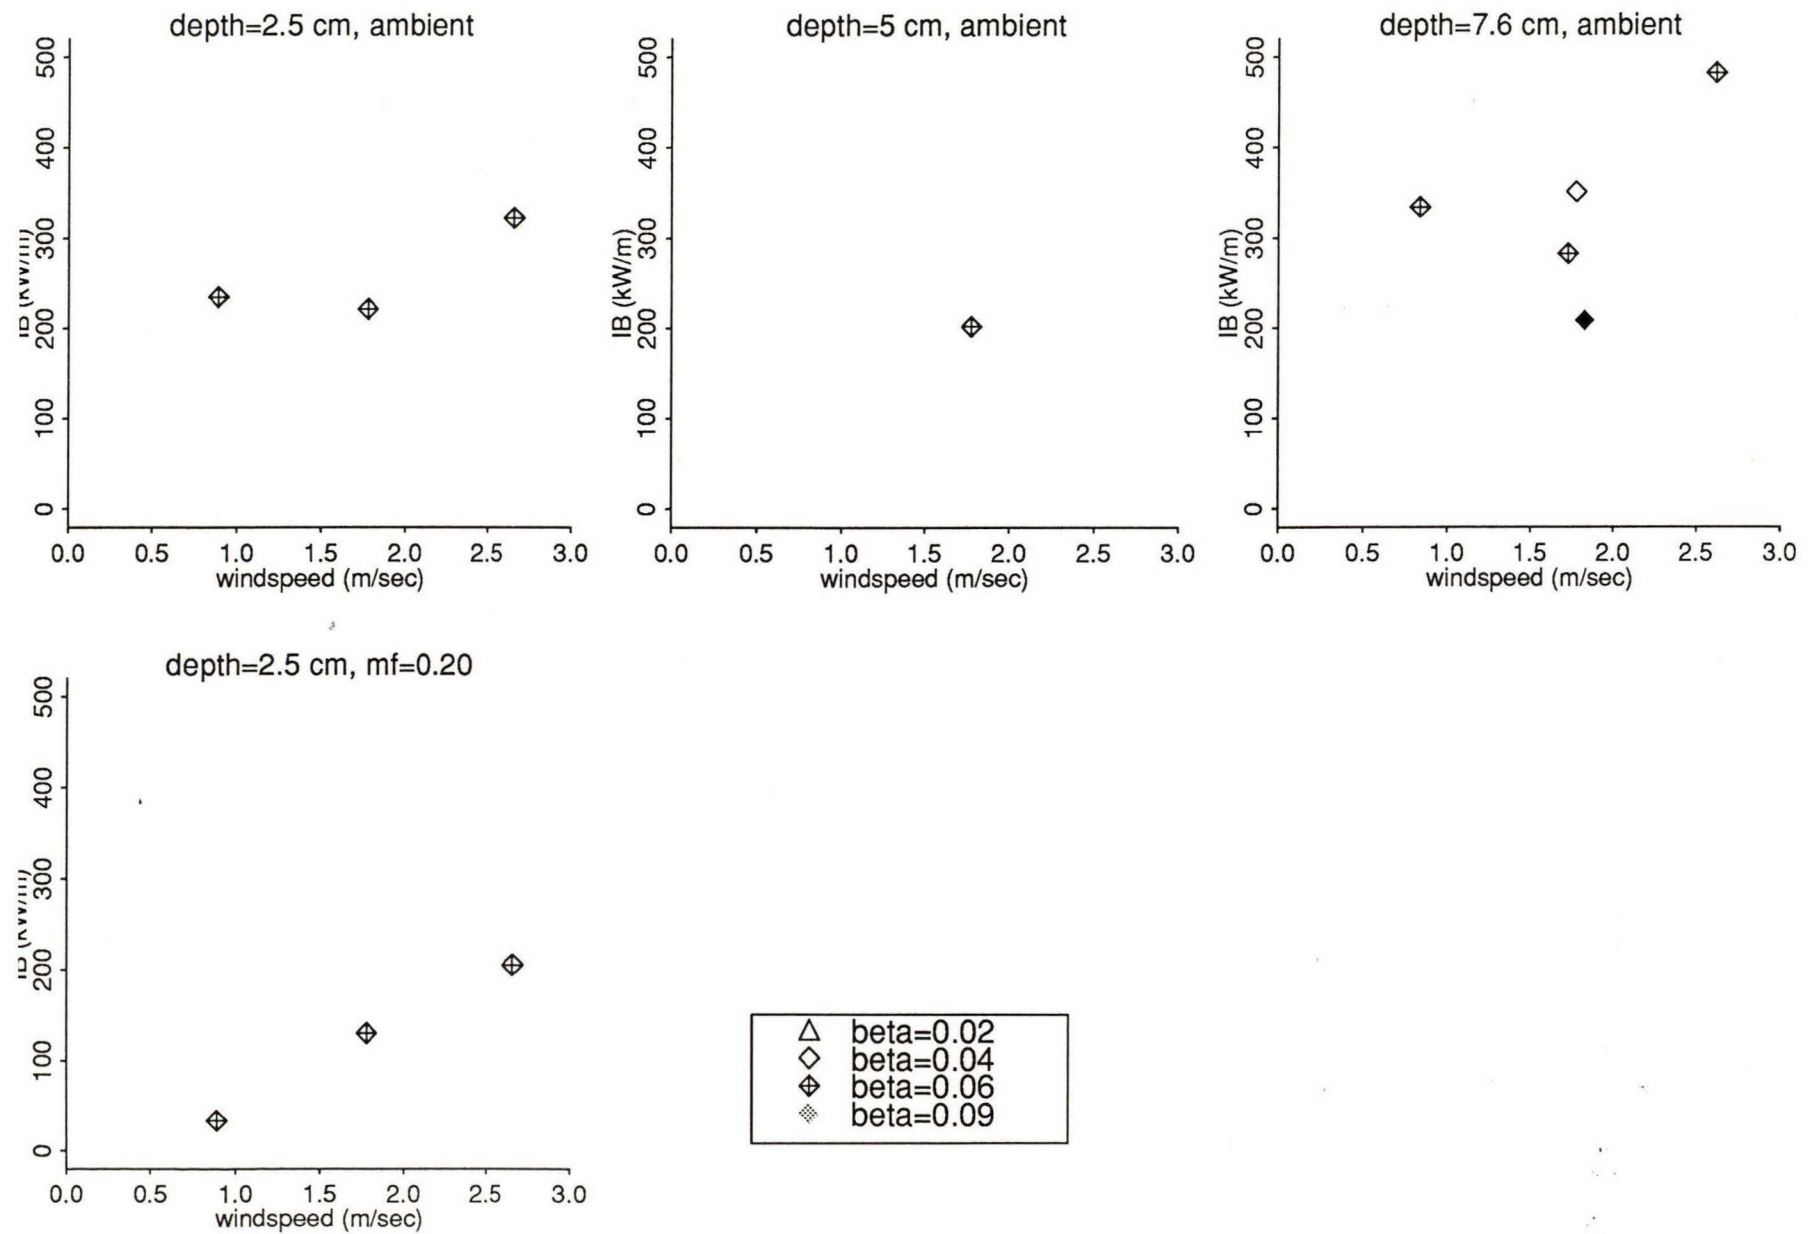 depth=2.5 cm, ambient
500
400
300
200
100
0
IB (kW/m)
0.0 0.5 1.0 1.5 2.0 2.5 3.0
windspeed (m/sec)
depth=5 cm, ambient
500
400
300
200
100
0
IB (kW/m)
0.0 0.5 1.0 1.5 2.0 2.5 3.0
windspeed (m/sec)
depth=7.6 cm, ambient
500
400
300
200
100
0
IB (kW/m)
0.0 0.5 1.0 1.5 2.0 2.5 3.0
windspeed (m/sec)
depth=2.5 cm, mf=0.20
500
400
300
200
100
0
IB (kW/m)
0.0 0.5 1.0 1.5 2.0 2.5 3.0
windspeed (m/sec)
beta=0.02
beta=0.04
beta=0.06
beta=0.09